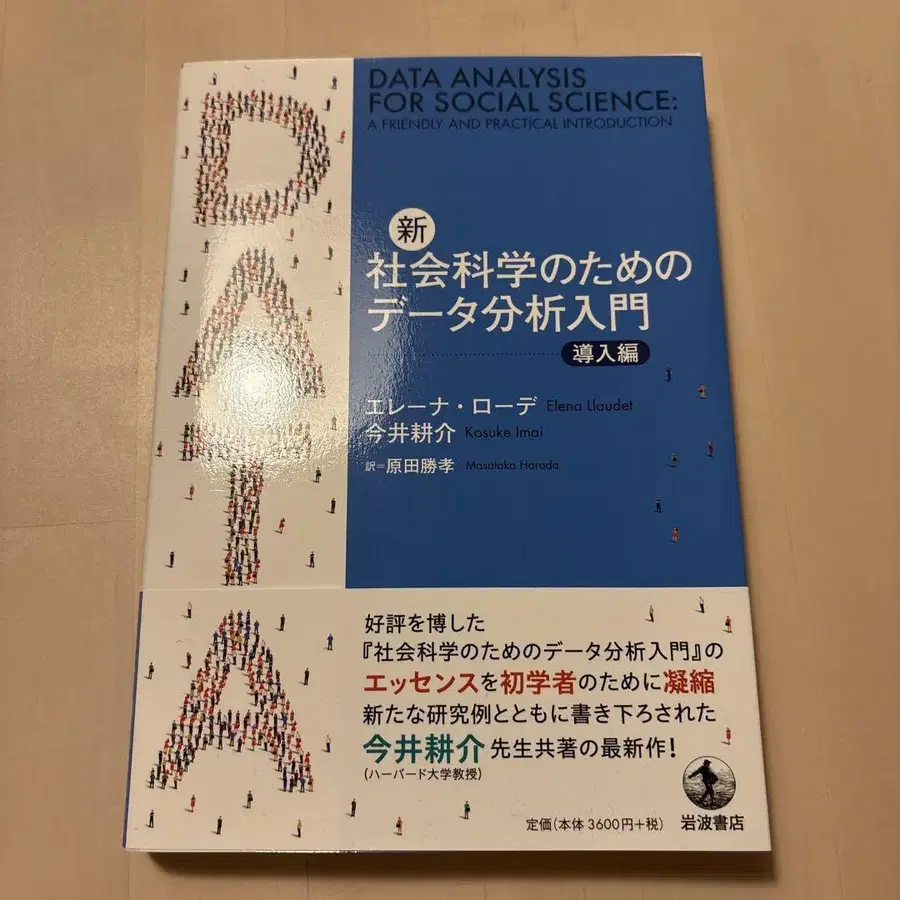 DATA ANALYSIS
FOR SOCIAL SCIENCE:
A FRIENDLY AND PRACTICAL INTRODUCTION
DATA
新
社会科学のための
データ分析入門
導入編
エレーナ・ローデ Elena Llaudet
今井耕介 Kosuke Imai
訳=原田勝孝 Masataka Harada
好評を博した
『社会科学のためのデータ分析入門』の
エッセンスを初学者のために凝縮
新たな研究例とともに書き下ろされた
今井耕介先生共著の最新作!
(ハーバード大学教授)
定価(本体 3600円+税) 岩波書店